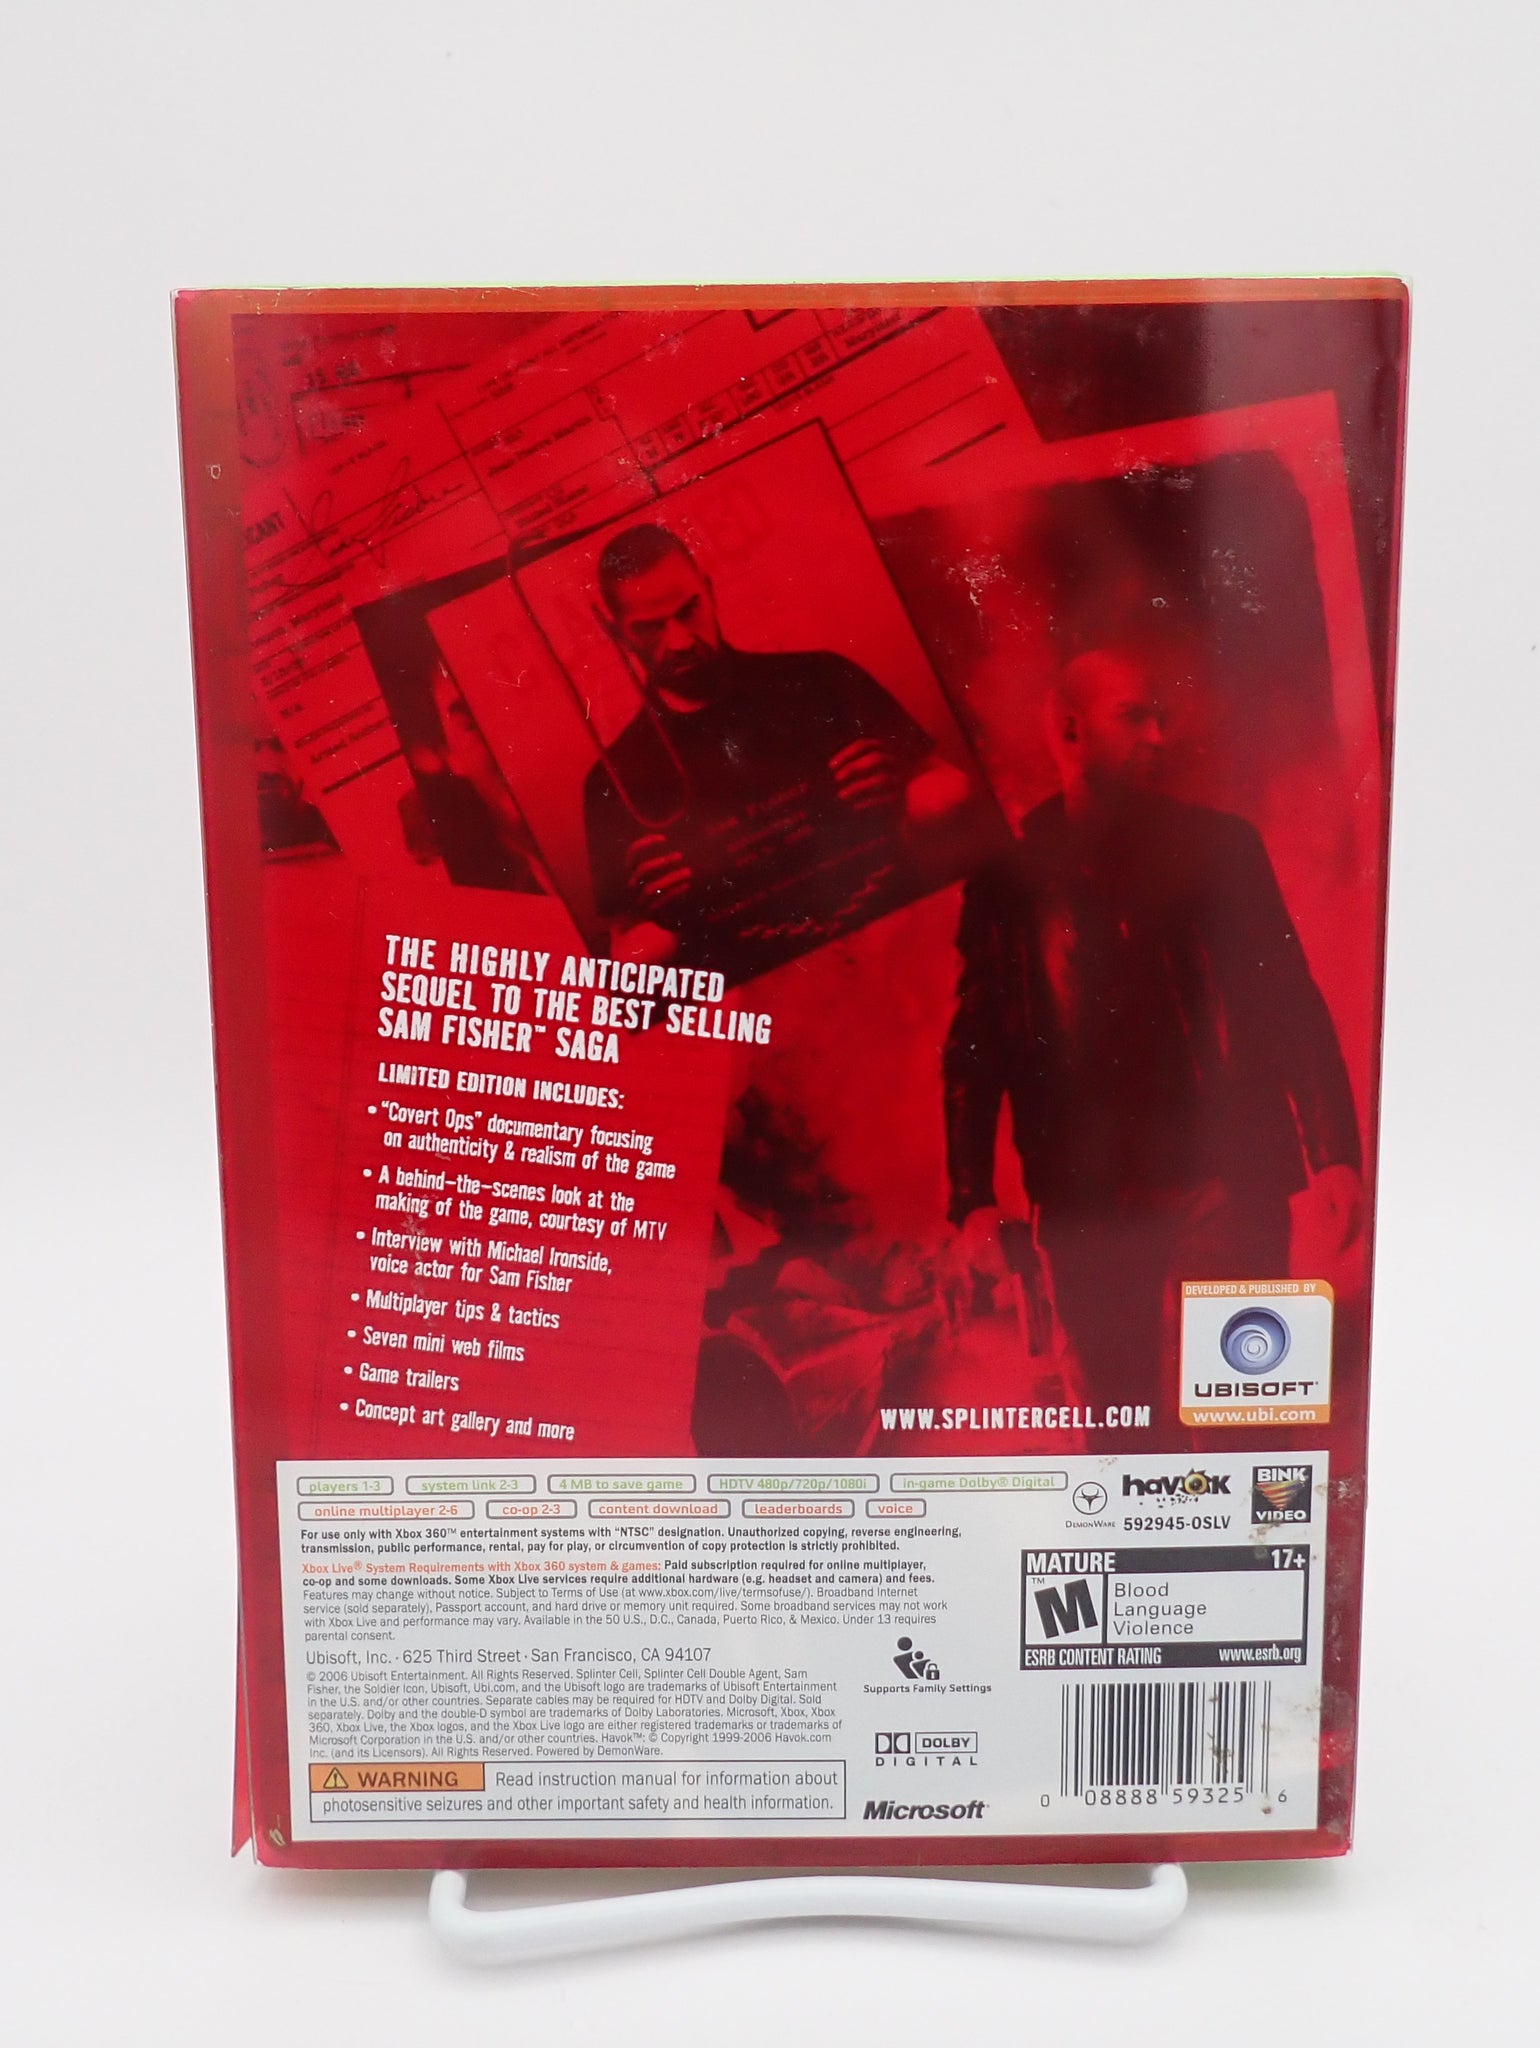 THE HIGHLY ANTICIPATED
SEQUEL TO THE BEST SELLING
SAM FISHER™ SAGA
LIMITED EDITION INCLUDES:
• "Covert Ops" documentary focusing
on authenticity & realism of the game
• A behind-the-scenes look at the
making of the game, courtesy of MTV
• Interview with Michael Ironside,
voice actor for Sam Fisher
• Multiplayer tips & tactics
• Seven mini web films
• Game trailers
• Concept art gallery and more
WWW.SPLINTERCELL.COM
DEVELOPED & PUBLISHED BY
UBISOFT
www.ubi.com
players 1-3 system link 2-3 4 MB to save game HDTV 480p/720p/1080i in-game Dolby® Digital
online multiplayer 2-6 co-op 2-3 content download leaderboards voice
For use only with Xbox 360™ entertainment systems with "NTSC" designation. Unauthorized copying, reverse engineering,
transmission, public performance, rental, pay for play, or circumvention of copy protection is strictly prohibited.
Xbox Live® System Requirements with Xbox 360 system & games: Paid subscription required for online multiplayer,
co-op and some downloads. Some Xbox Live services require additional hardware (e.g. headset and camera) and fees.
Features may change without notice. Subject to Terms of Use (at www.xbox.com/live/termsofuse/). Broadband Internet
service (sold separately), Passport account, and hard drive or memory unit required. Some broadband services may not work
with Xbox Live and performance may vary. Available in the 50 U.S., D.C., Canada, Puerto Rico, & Mexico. Under 13 requires
parental consent.
Ubisoft, Inc. · 625 Third Street · San Francisco, CA 94107
© 2006 Ubisoft Entertainment. All Rights Reserved. Splinter Cell, Splinter Cell Double Agent, Sam
Fisher, the Soldier Icon, Ubisoft, Ubi.com, and the Ubisoft logo are trademarks of Ubisoft Entertainment
in the U.S. and/or other countries. Separate cables may be required for HDTV and Dolby Digital. Sold
separately. Dolby and the double-D symbol are trademarks of Dolby Laboratories. Microsoft, Xbox, Xbox
360, Xbox Live, the Xbox logos, and the Xbox Live logo are either registered trademarks or trademarks of
Microsoft Corporation in the U.S. and/or other countries. Havok™: © Copyright 1999-2006 Havok.com
Inc. (and its Licensors). All Rights Reserved. Powered by DemonWare.
WARNING Read instruction manual for information about
photosensitive seizures and other important safety and health information.
DEMONWARE
havok
592945-0SLV
BINK
VIDEO
MATURE 17+
M
Blood
Language
Violence
ESRB CONTENT RATING www.esrb.org
Supports Family Settings
DOLBY
DIGITAL
Microsoft
0 08888 59325 6